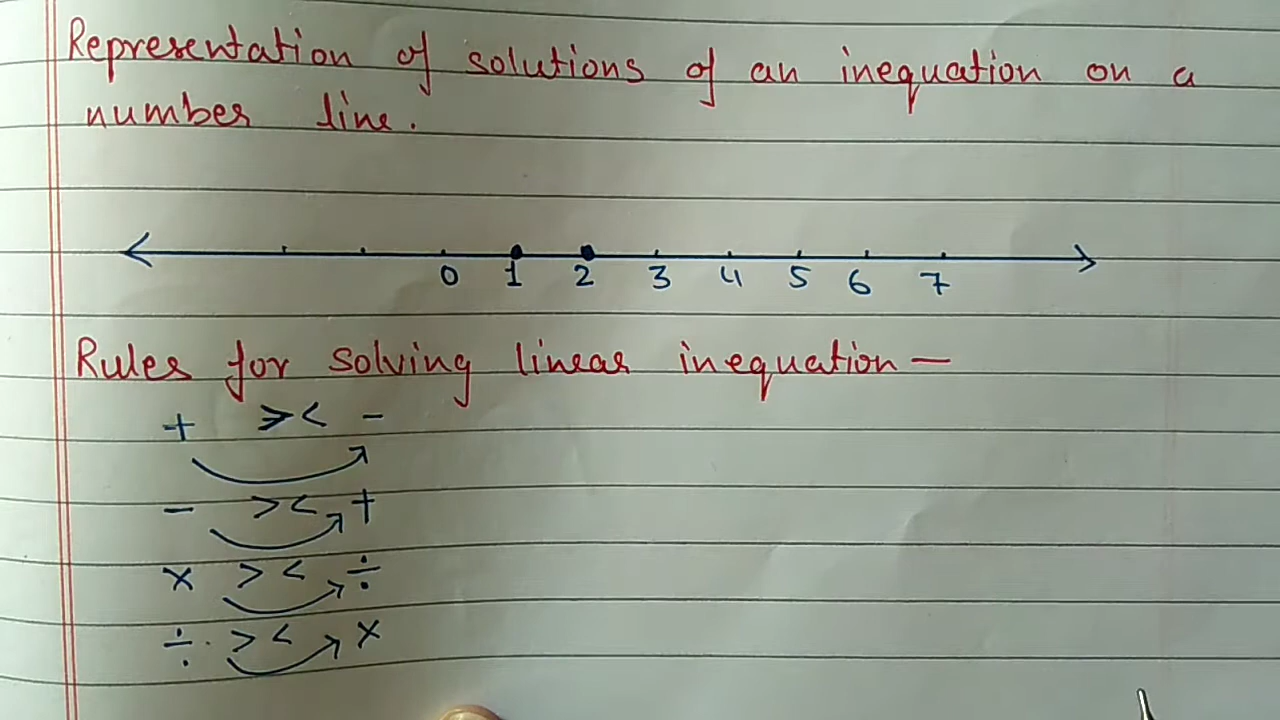 Representation of solutions of an inequation on a
number line.
0 1 2 3 4 5 6 7
Rules for solving linear inequation —
+ >< -
- >< +
× >< ÷
÷ >< ×